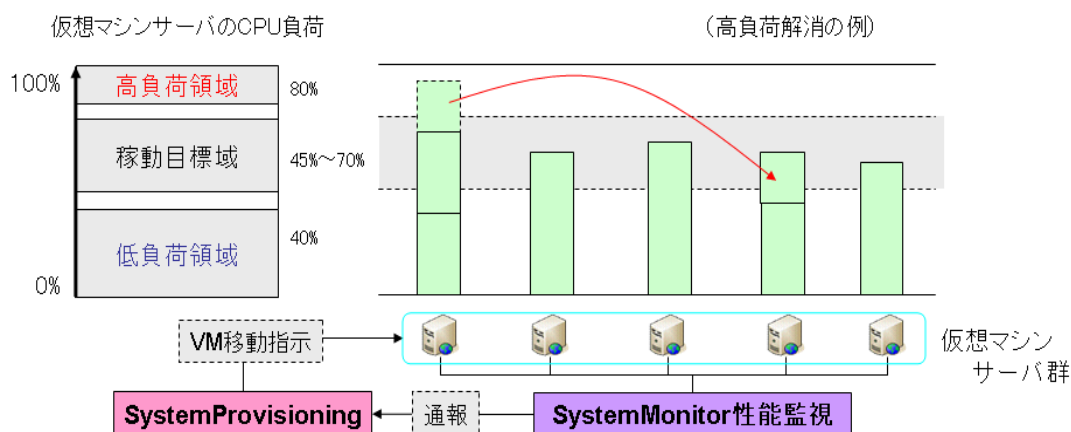 仮想マシンサーバのCPU負荷
(高負荷解消の例)
100%
高負荷領域
80%
稼動目標域
45%～70%
低負荷領域
40%
0%
VM移動指示
仮想マシン
サーバ群
SystemProvisioning
通報
SystemMonitor性能監視